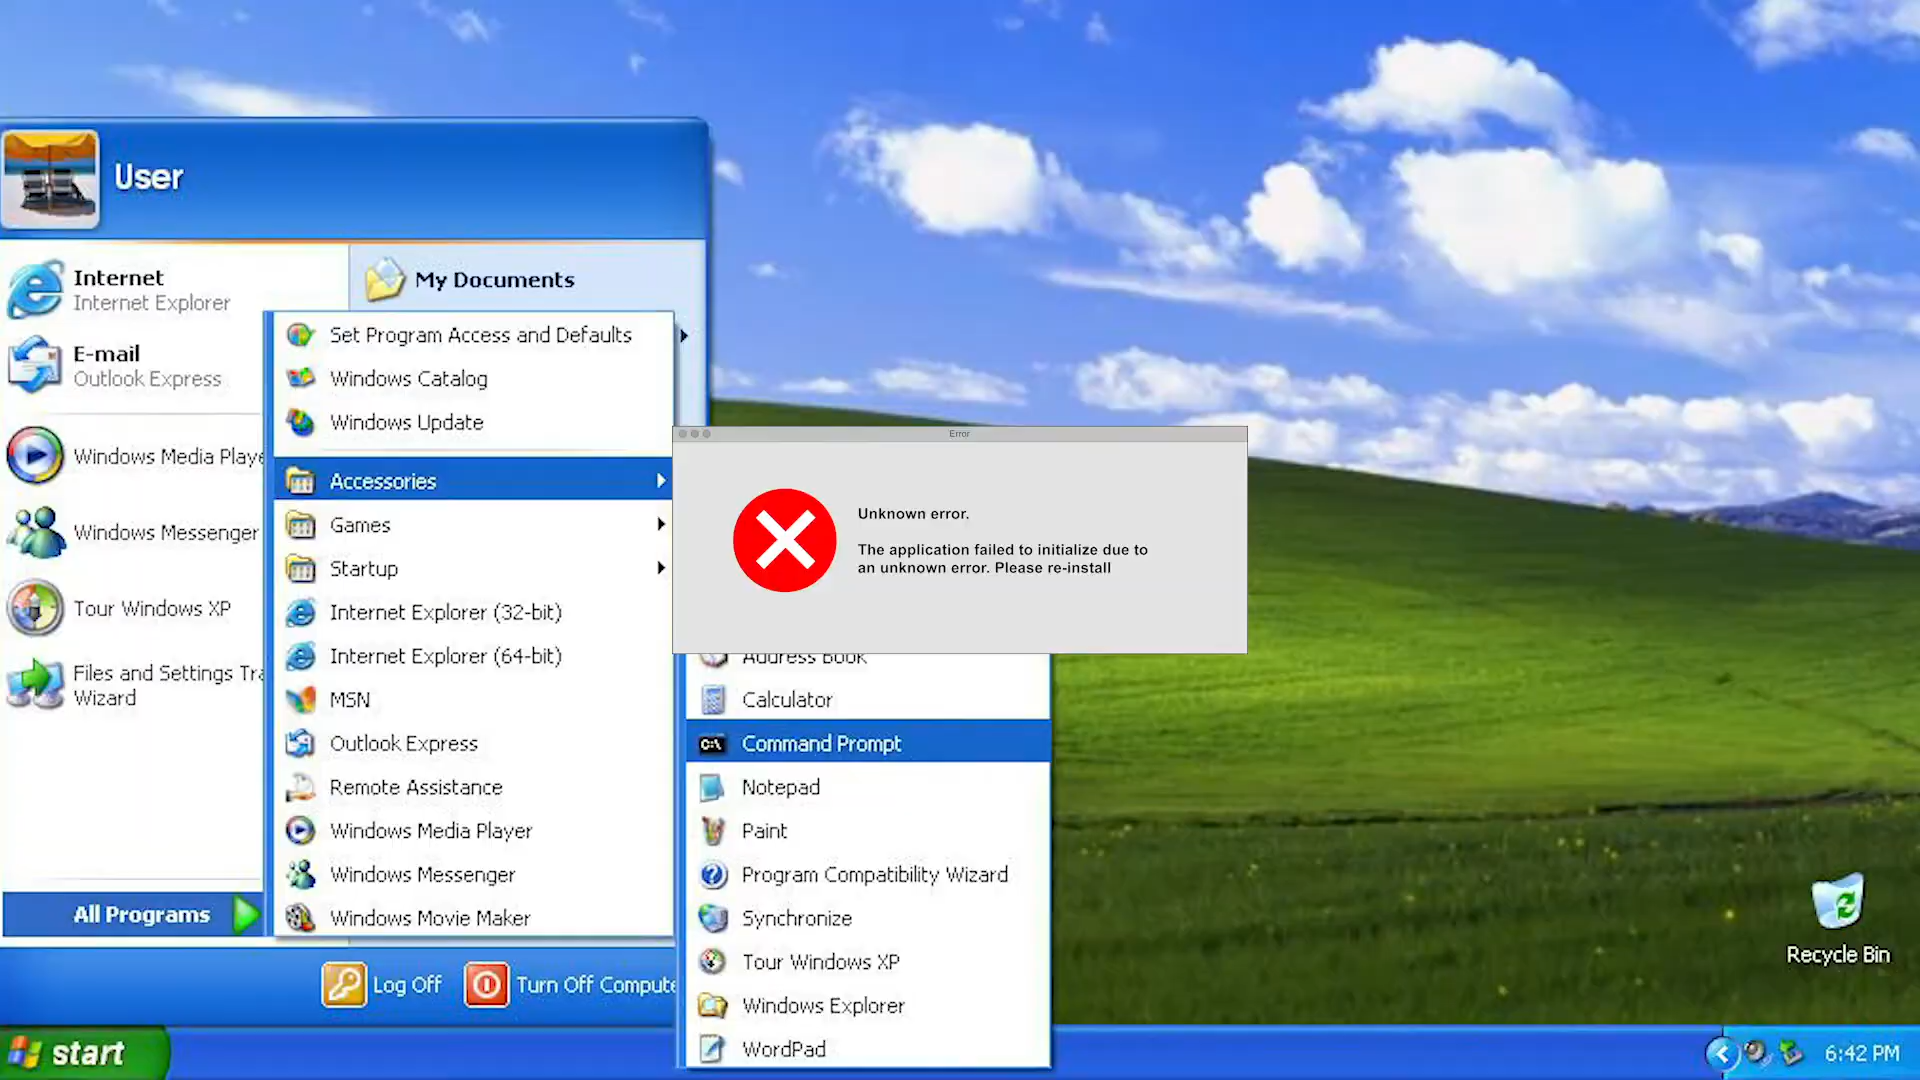 User
Internet
Internet Explorer
E-mail
Outlook Express
Windows Media Playe
Windows Messenger
Tour Windows XP
Files and Settings Tra
Wizard
All Programs
My Documents
Set Program Access and Defaults
Windows Catalog
Windows Update
Accessories
Games
Startup
Internet Explorer (32-bit)
Internet Explorer (64-bit)
MSN
Outlook Express
Remote Assistance
Windows Media Player
Windows Messenger
Windows Movie Maker
Error
Unknown error.
The application failed to initialize due to
an unknown error. Please re-install
Address Book
Calculator
C:\
Command Prompt
Notepad
Paint
Program Compatibility Wizard
Synchronize
Tour Windows XP
Windows Explorer
WordPad
Log Off
Turn Off Compute
Recycle Bin
start
6:42 PM